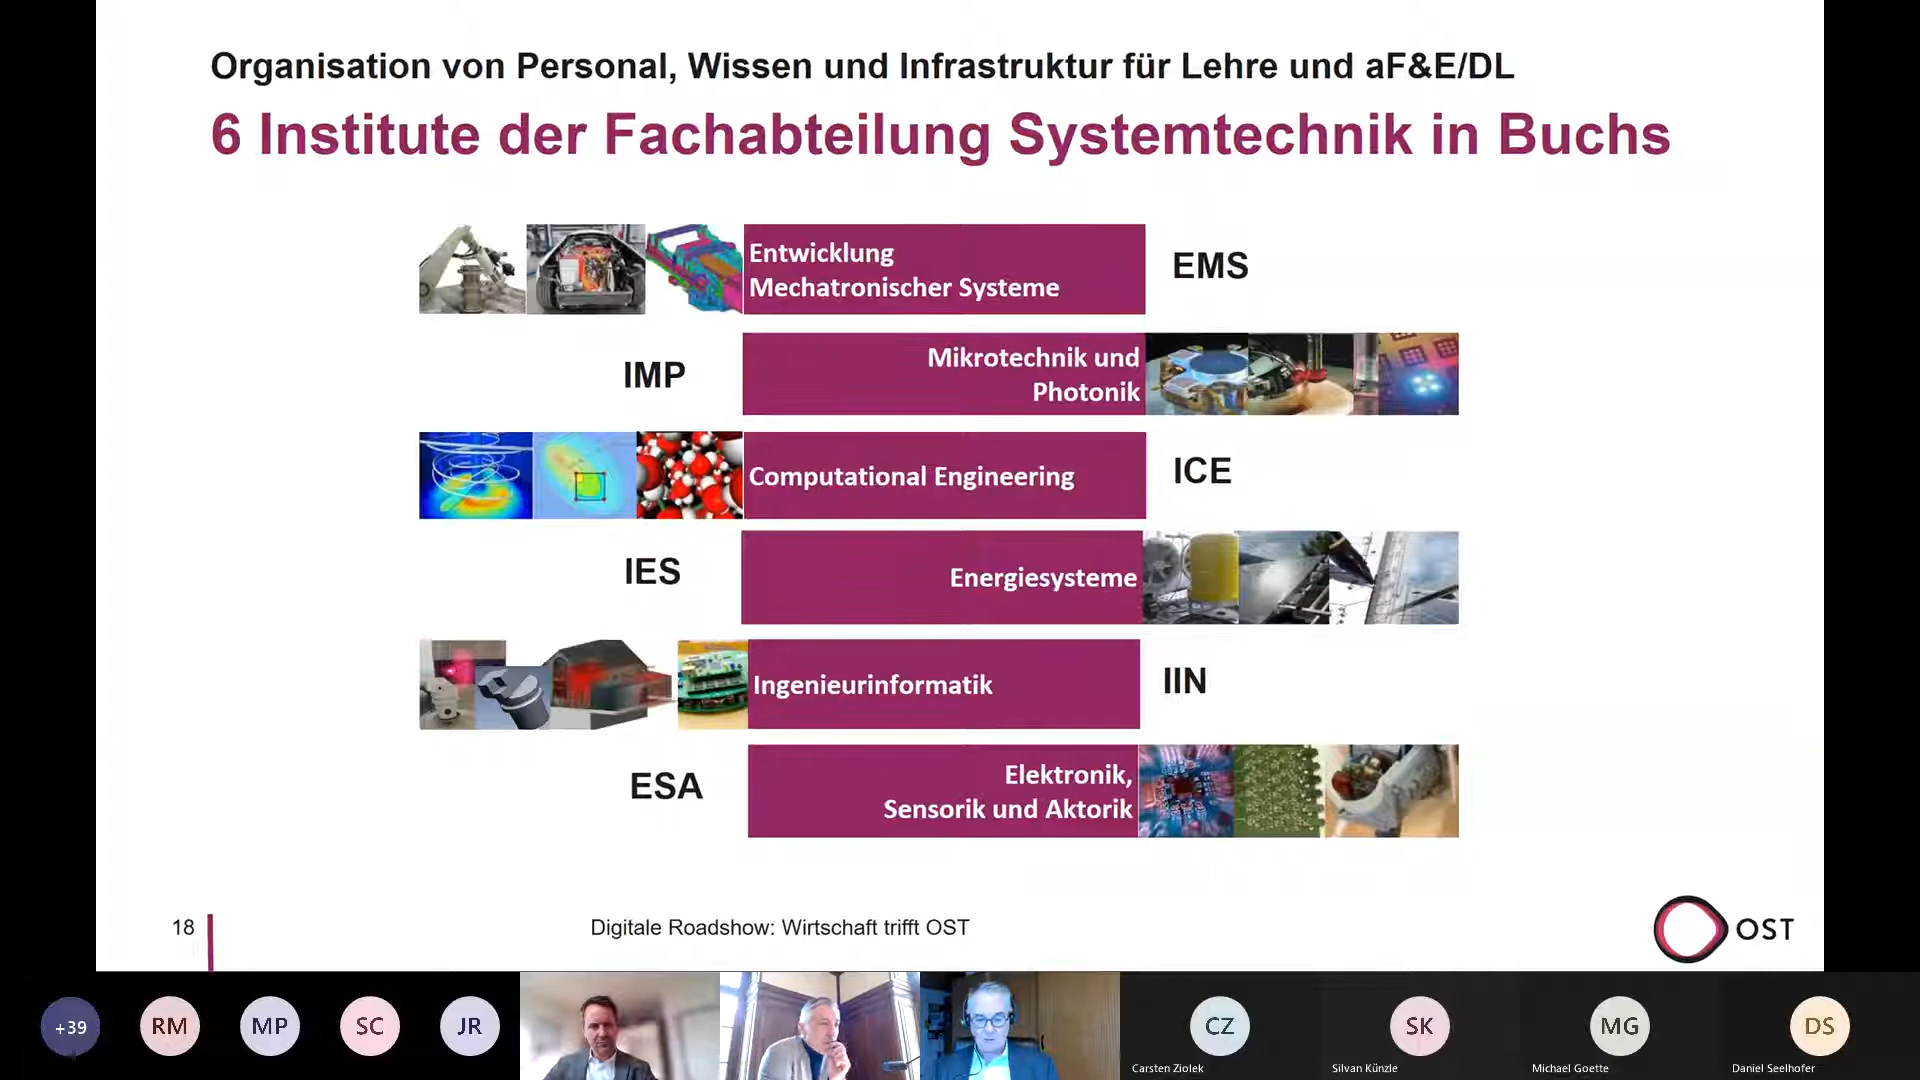 Organisation von Personal, Wissen und Infrastruktur für Lehre und aF&E/DL
6 Institute der Fachabteilung Systemtechnik in Buchs
Entwicklung
Mechatronischer Systeme
EMS
IMP
Mikrotechnik und
Photonik
Computational Engineering
ICE
IES
Energiesysteme
Ingenieurinformatik
IIN
ESA
Elektronik,
Sensorik und Aktorik
18
Digitale Roadshow: Wirtschaft trifft OST
OST
+39
RM
MP
SC
JR
CZ
Carsten Ziolek
SK
Silvan Künzle
MG
Michael Goette
DS
Daniel Seelhofer